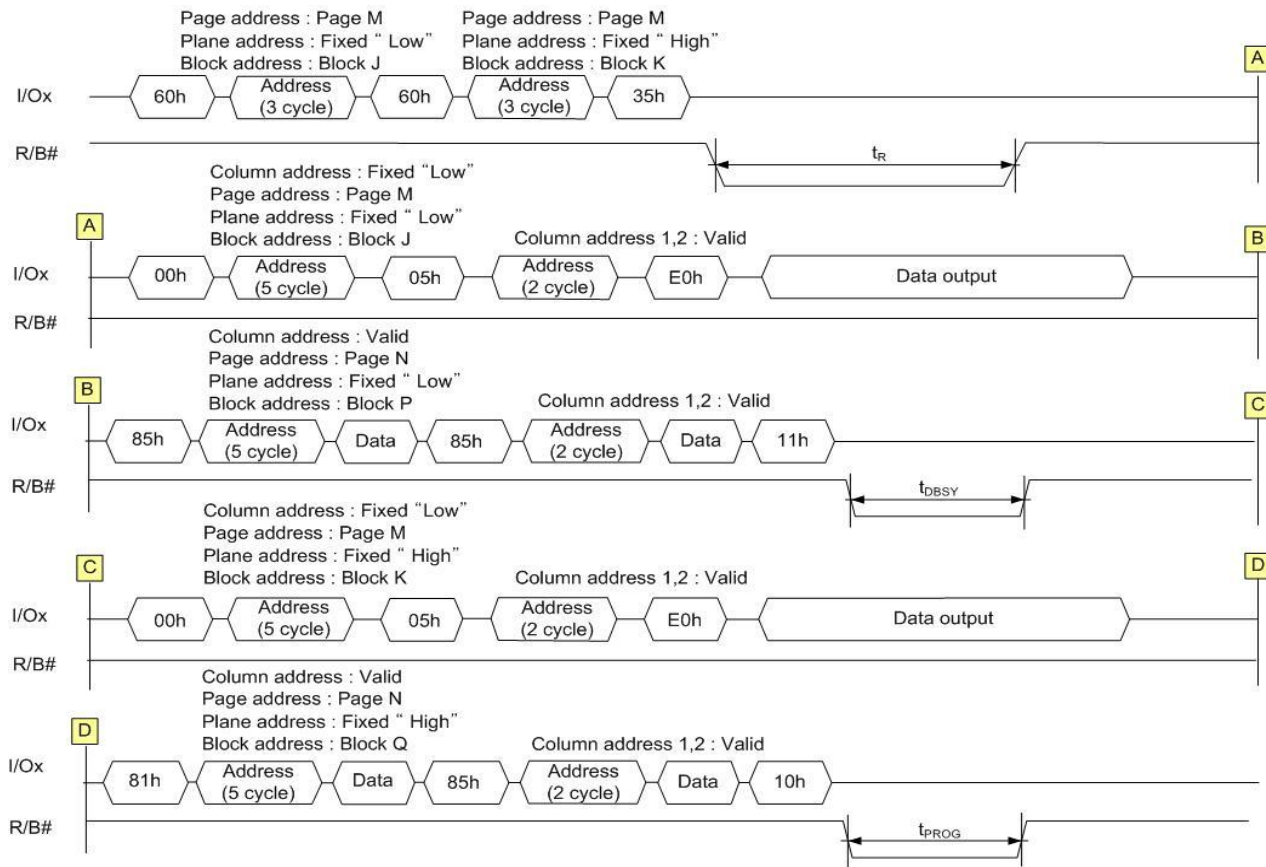 Page address : Page M
Plane address : Fixed “ Low”
Block address : Block J
Page address : Page M
Plane address : Fixed “ High”
Block address : Block K
A
I/Ox
60h
Address
(3 cycle)
60h
Address
(3 cycle)
35h
R/B#
tR
Column address : Fixed “Low”
Page address : Page M
Plane address : Fixed “ Low”
Block address : Block J
Column address 1,2 : Valid
A
B
I/Ox
00h
Address
(5 cycle)
05h
Address
(2 cycle)
E0h
Data output
R/B#
Column address : Valid
Page address : Page N
Plane address : Fixed “ Low”
Block address : Block P
Column address 1,2 : Valid
B
C
I/Ox
85h
Address
(5 cycle)
Data
85h
Address
(2 cycle)
Data
11h
R/B#
tDBSY
Column address : Fixed “Low”
Page address : Page M
Plane address : Fixed “ High”
Block address : Block K
Column address 1,2 : Valid
C
D
I/Ox
00h
Address
(5 cycle)
05h
Address
(2 cycle)
E0h
Data output
R/B#
Column address : Valid
Page address : Page N
Plane address : Fixed “ High”
Block address : Block Q
Column address 1,2 : Valid
D
I/Ox
81h
Address
(5 cycle)
Data
85h
Address
(2 cycle)
Data
10h
R/B#
tPROG